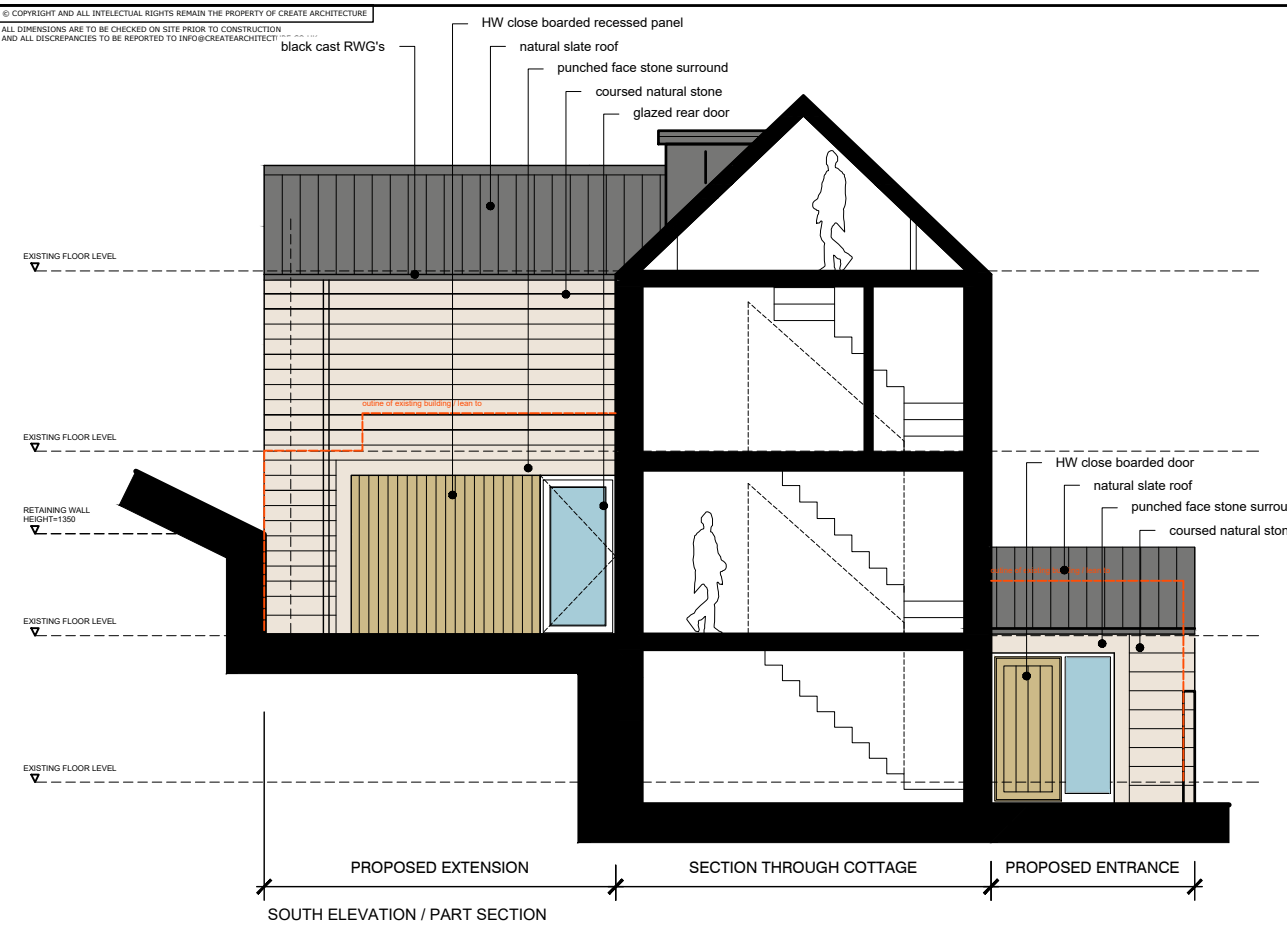 © COPYRIGHT AND ALL INTELECTUAL RIGHTS REMAIN THE PROPERTY OF CREATE ARCHITECTURE
ALL DIMENSIONS ARE TO BE CHECKED ON SITE PRIOR TO CONSTRUCTION
AND ALL DISCREPANCIES TO BE REPORTED TO
HW close boarded recessed panel
black cast RWG's
natural slate roof
punched face stone surround
coursed natural stone
glazed rear door
EXISTING FLOOR LEVEL
outine of existing building / lean to
EXISTING FLOOR LEVEL
HW close boarded door
natural slate roof
punched face stone surrou
coursed natural ston
RETAINING WALL
HEIGHT=1350
EXISTING FLOOR LEVEL
EXISTING FLOOR LEVEL
PROPOSED EXTENSION
SECTION THROUGH COTTAGE
PROPOSED ENTRANCE
SOUTH ELEVATION / PART SECTION